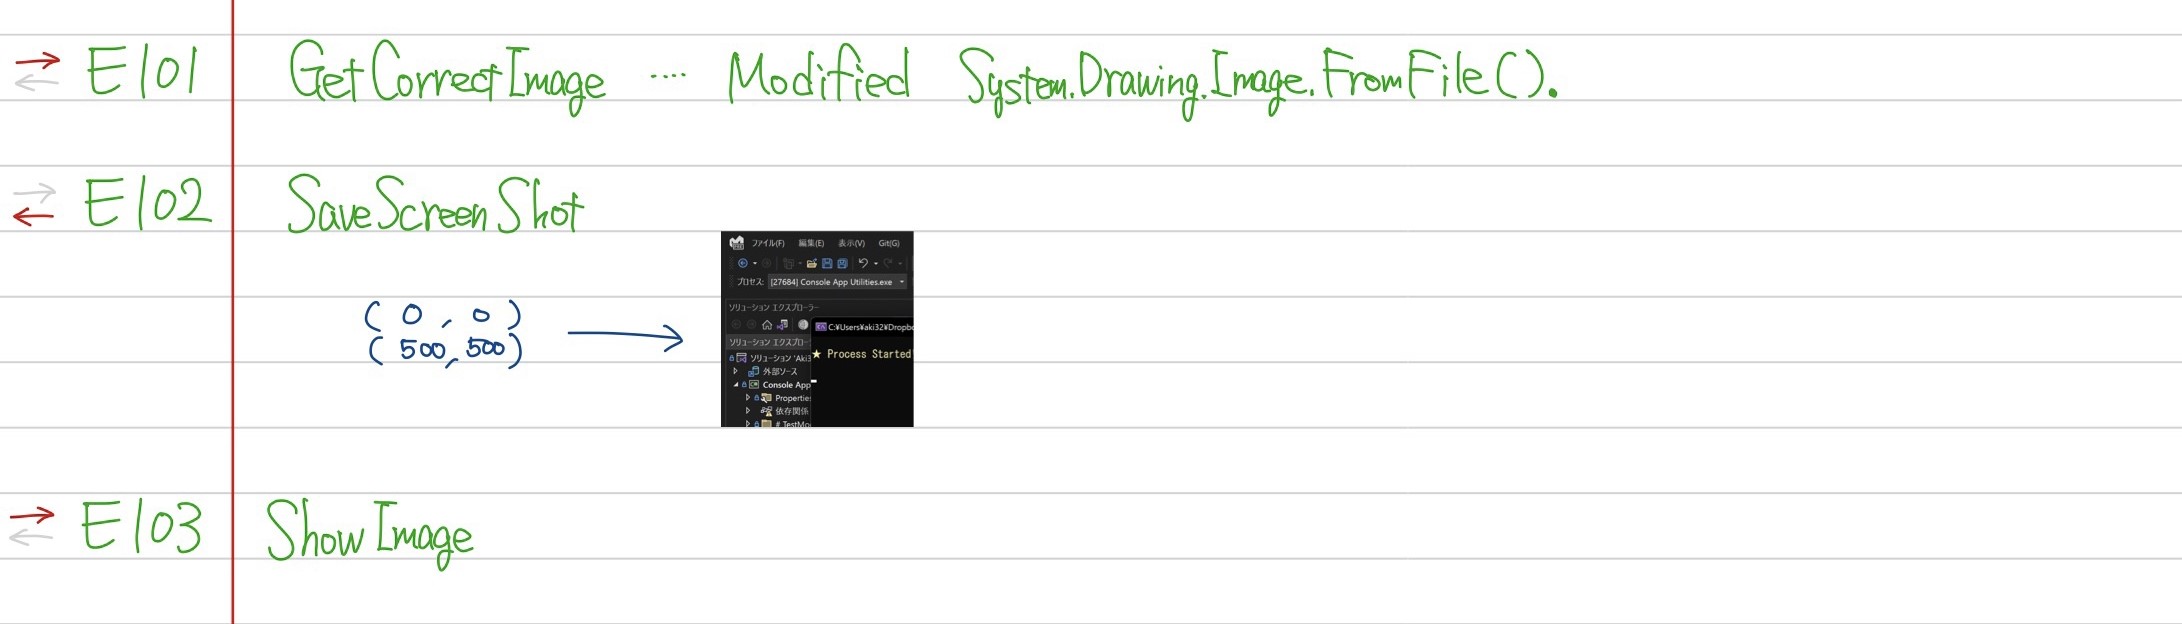 E101 GetCorrectImage .... Modified System.Drawing.Image.FromFile().
E102 SaveScreenShot
ファイル(F) 編集(E) 表示(V) Git(G)
プロセス: [27684] Console App Utilities.exe
ソリューション エクスプローラー
C:¥Users¥aki32¥Dropbo
ソリューション エクスプロー
ソリューション 'Aki3
★ Process Started
外部ソース
Console App
Propertie
依存関係
# TestMo
( 0 , 0 )
( 500, 500)
E103 ShowImage